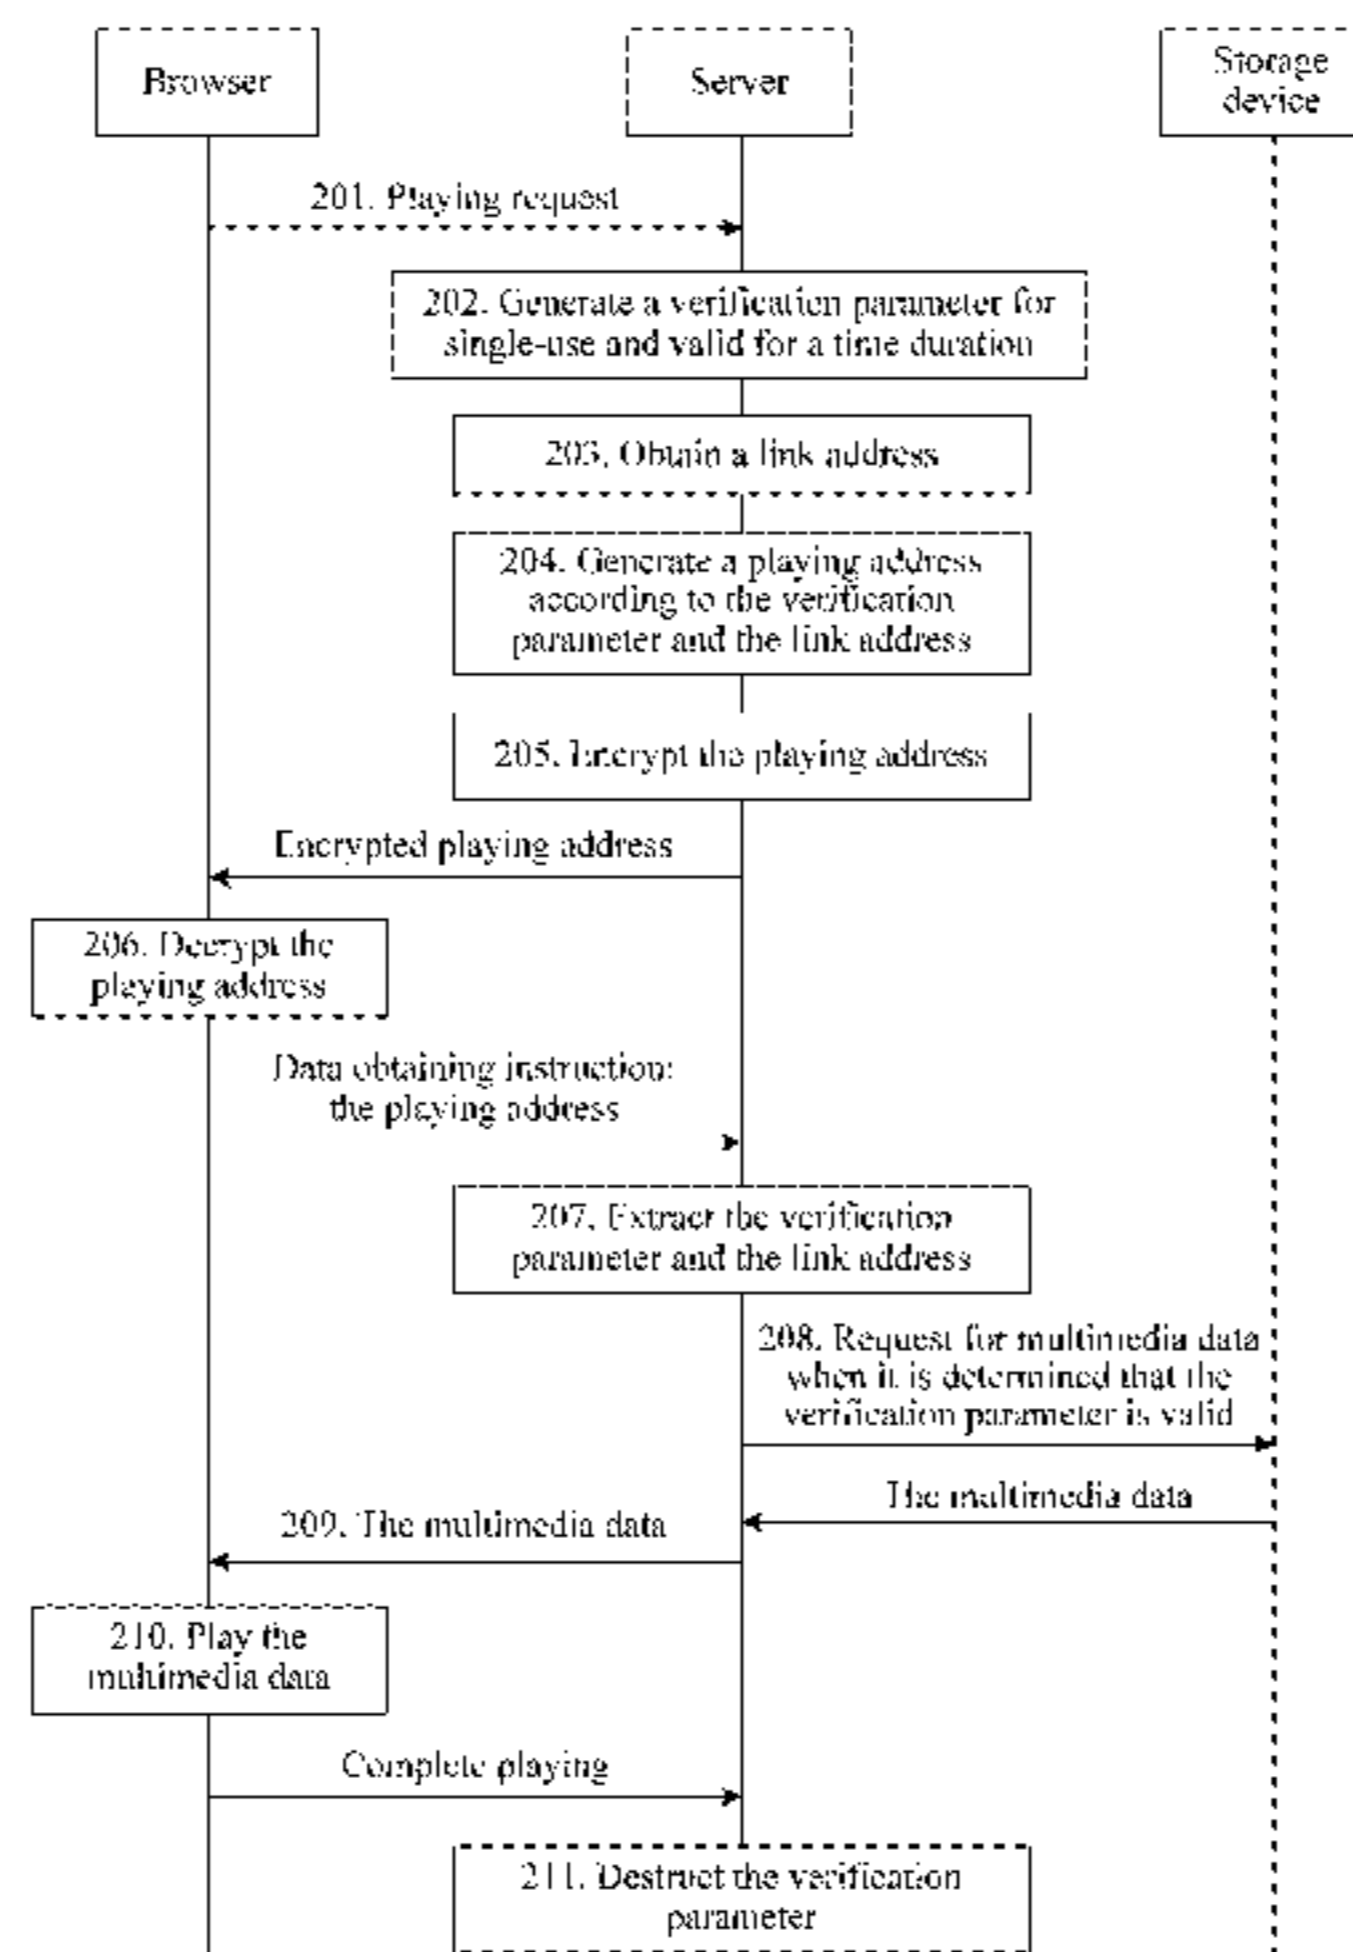 Browser
Server
Storage
device
201. Playing request
202. Generate a verification parameter for
single-use and valid for a time duration
203. Obtain a link address
204. Generate a playing address
according to the verification
parameter and the link address
205. Encrypt the playing address
Encrypted playing address
206. Decrypt the
playing address
Data obtaining instruction:
the playing address
207. Extract the verification
parameter and the link address
208. Request for multimedia data
when it is determined that the
verification parameter is valid
The multimedia data
209. The multimedia data
210. Play the
multimedia data
Complete playing
211. Destruct the verification
parameter